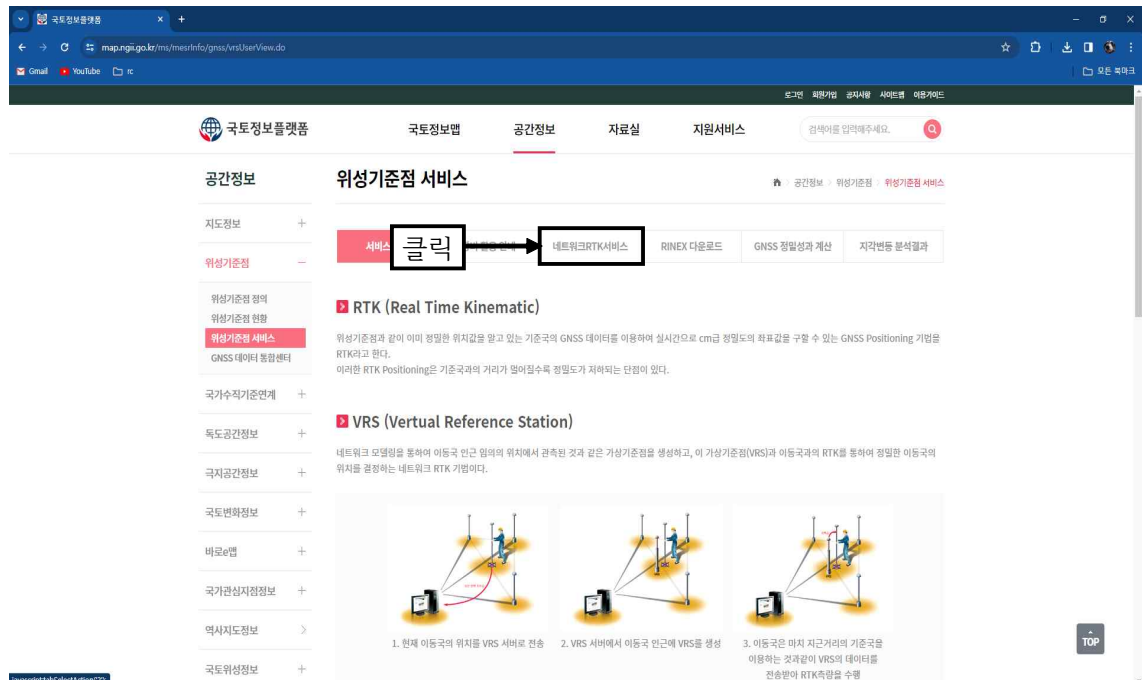 국토정보플랫폼
map.ngii.go.kr/ms/mesrInfo/gnss/vrsUserView.do
Gmail YouTube rc 모든 북마크
로그인 회원가입 공지사항 사이트맵 이용가이드
국토정보플랫폼 국토정보맵 공간정보 자료실 지원서비스 검색어를 입력해주세요.
공간정보
지도정보
위성기준점
위성기준점 정의
위성기준점 현황
위성기준점 서비스
GNSS 데이터 통합센터
국가수직기준연계
독도공간정보
극지공간정보
국토변화정보
바로e맵
국가관심지점정보
역사지도정보
국토위성정보
위성기준점 서비스
공간정보 위성기준점 위성기준점 서비스
서비스 클릭 활용 안내 네트워크RTK서비스 RINEX 다운로드 GNSS 정밀성과 계산 지각변동 분석결과
RTK (Real Time Kinematic)
위성기준점과 같이 이미 정밀한 위치값을 알고 있는 기준국의 GNSS 데이터를 이용하여 실시간으로 cm급 정밀도의 좌표값을 구할 수 있는 GNSS Positioning 기법을
RTK라고 한다.
이러한 RTK Positioning은 기준국과의 거리가 멀어질수록 정밀도가 저하되는 단점이 있다.
VRS (Vertual Reference Station)
네트워크 모델링을 통하여 이동국 인근 임의의 위치에서 관측된 것과 같은 가상기준점을 생성하고, 이 가상기준점(VRS)과 이동국과의 RTK를 통하여 정밀한 이동국의
위치를 결정하는 네트워크 RTK 기법이다.
1. 현재 이동국의 위치를 VRS 서버로 전송
2. VRS 서버에서 이동국 인근에 VRS를 생성
3. 이동국은 마치 지근거리의 기준국을
이용하는 것과같이 VRS의 데이터를
전송받아 RTK측량을 수행
TOP